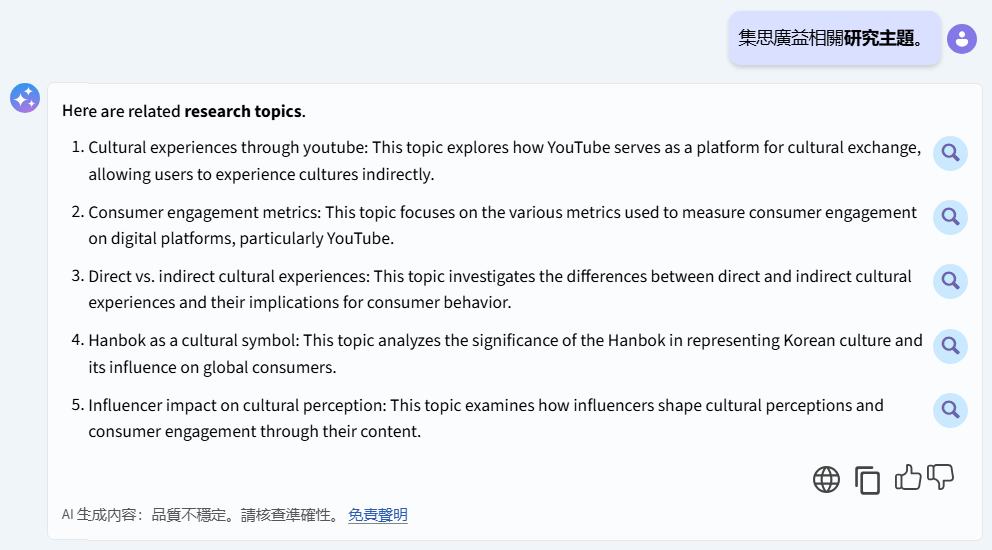 集思廣益相關研究主題。
Here are related research topics.
1. Cultural experiences through youtube: This topic explores how YouTube serves as a platform for cultural exchange,
allowing users to experience cultures indirectly.
2. Consumer engagement metrics: This topic focuses on the various metrics used to measure consumer engagement
on digital platforms, particularly YouTube.
3. Direct vs. indirect cultural experiences: This topic investigates the differences between direct and indirect cultural
experiences and their implications for consumer behavior.
4. Hanbok as a cultural symbol: This topic analyzes the significance of the Hanbok in representing Korean culture and
its influence on global consumers.
5. Influencer impact on cultural perception: This topic examines how influencers shape cultural perceptions and
consumer engagement through their content.
AI 生成内容：品質不穩定。請核查準確性。 免責聲明